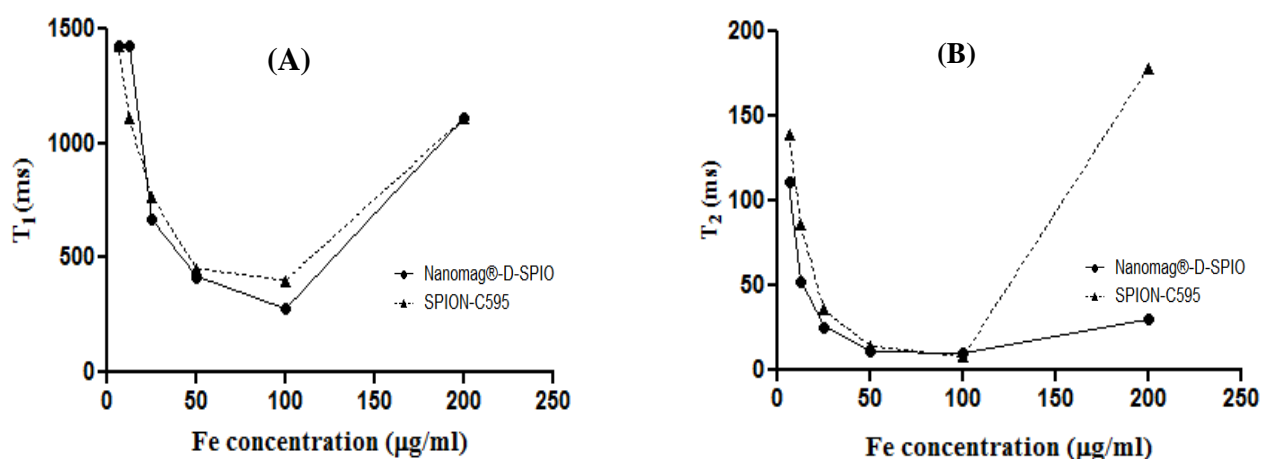 1500
(A)
1000
T1 (ms)
500
Nanomag®-D-SPIO
SPION-C595
0
0 50 100 150 200 250
Fe concentration (µg/ml)
200
(B)
150
T2 (ms)
100
50
Nanomag®-D-SPIO
SPION-C595
0
0 50 100 150 200 250
Fe concentration (µg/ml)